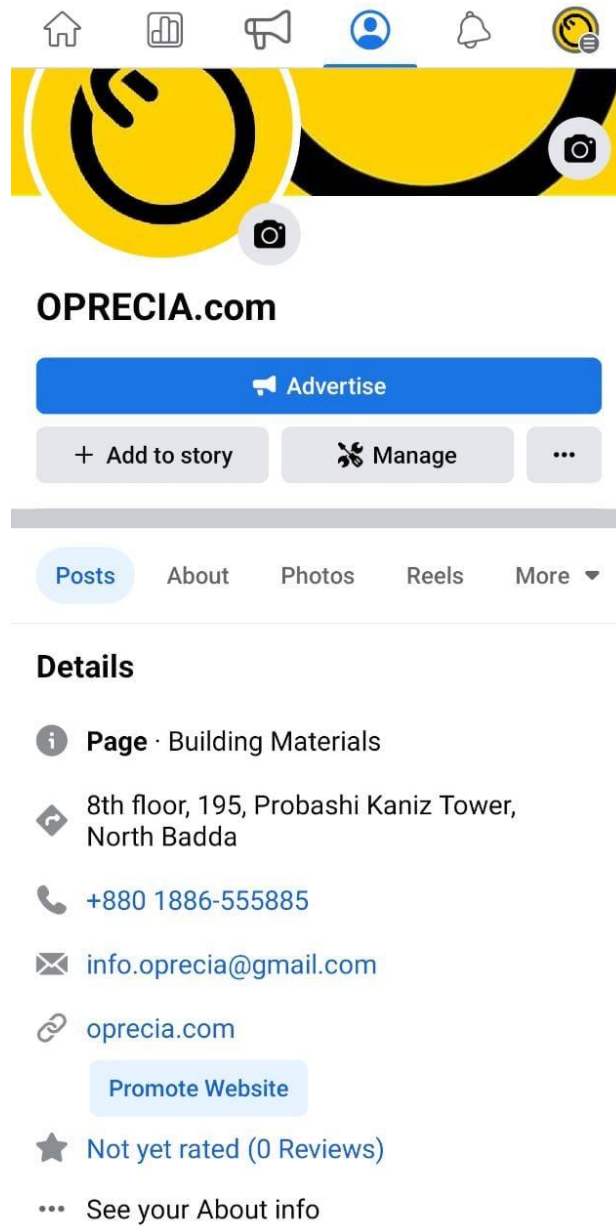 OPRECIA.com
Advertise
+ Add to story
Manage
...
Posts
About
Photos
Reels
More
Details
Page · Building Materials
8th floor, 195, Probashi Kaniz Tower,
North Badda
+880 1886-555885
info.oprecia@gmail.com
oprecia.com
Promote Website
Not yet rated (0 Reviews)
... See your About info